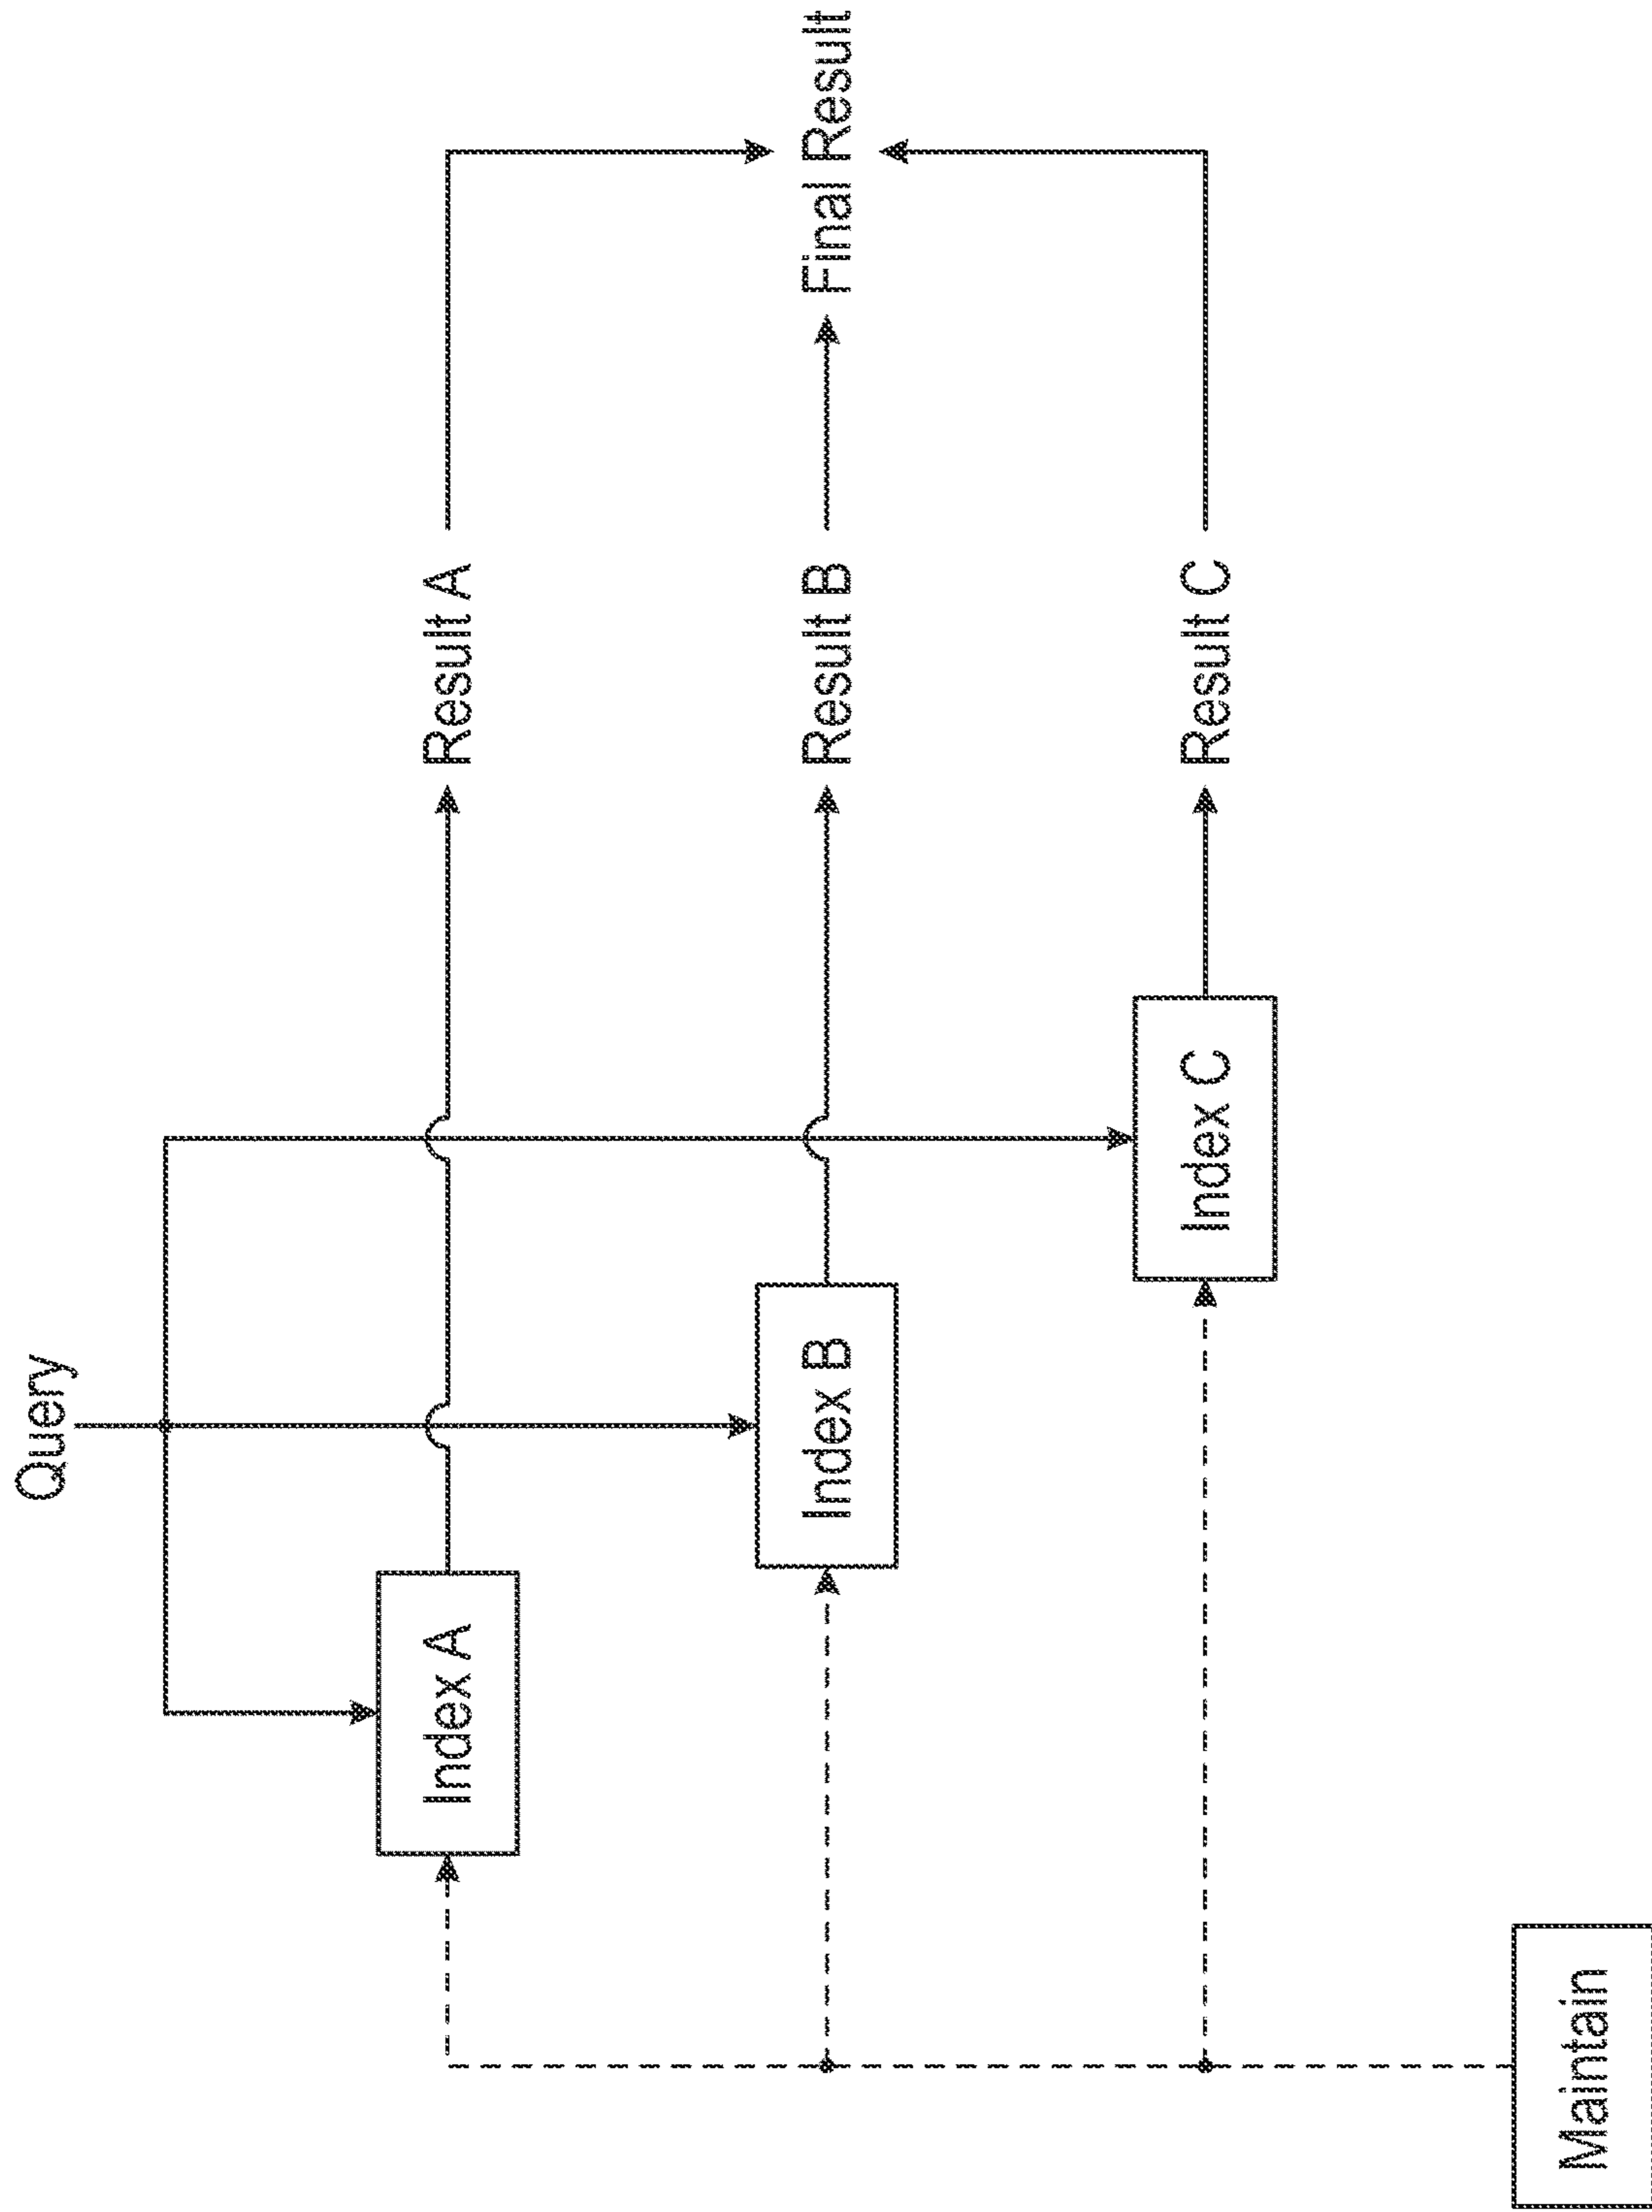 Query
Index A
Result A
Index B
Result B
Final Result
Index C
Result C
Maintain